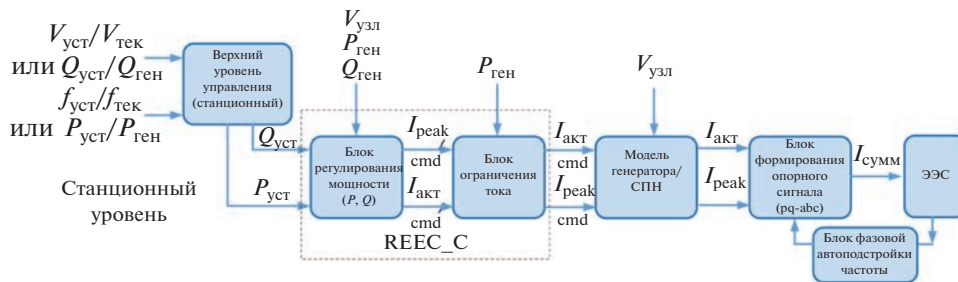 V_уст/V_тек
или Q_уст/Q_ген
f_уст/f_тек
или P_уст/P_ген
Верхний
уровень
управления
(станционный)
Станционный
уровень
Q_уст
P_уст
V_узл
P_ген
Q_ген
Блок
регулирования
мощности
(P, Q)
I_peak
cmd
I_акт
cmd
REEC_C
P_ген
Блок
ограничения
тока
I_акт
cmd
I_peak
cmd
V_узл
Модель
генератора/
СПН
I_акт
I_peak
Блок
формирования
опорного
сигнала
(pq-abc)
I_сумм
ЭЭС
Блок фазовой
автоподстройки
частоты